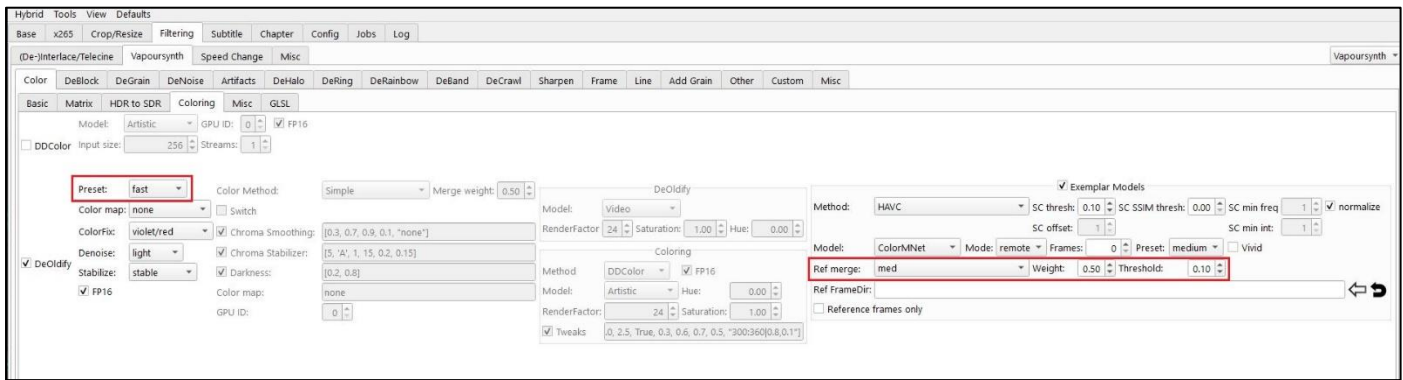 Hybrid Tools View Defaults
Base x265 Crop/Resize Filtering Subtitle Chapter Config Jobs Log
(De-)Interlace/Telecine Vapoursynth Speed Change Misc Vapoursynth
Color DeBlock DeGrain DeNoise Artifacts DeHalo DeRing DeRainbow DeBand DeCrawl Sharpen Frame Line Add Grain Other Custom Misc
Basic Matrix HDR to SDR Coloring Misc GLSL
Model: Artistic GPU ID: 0 FP16
DDColor Input size: 256 Streams: 1
Preset: fast Color Method: Simple Merge weight: 0.50 DeOldify Exemplar Models
Color map: none Switch Model: Video Method: HAVC SC thresh: 0.10 SC SSIM thresh: 0.00 SC min freq 1 normalize
ColorFix: violet/red Chroma Smoothing: [0.3, 0.7, 0.9, 0.1, "none"] RenderFactor 24 Saturation: 1.00 Hue: 0.00 SC offset: 1 SC min int: 1
Denoise: light Chroma Stabilizer: [5, 'A', 1, 15, 0.2, 0.15] Coloring Model: ColorMNet Mode: remote Frames: 0 Preset: medium Vivid
DeOldify Stabilize: stable Darkness: [0.2, 0.8] Method DDColor FP16 Ref merge: med Weight: 0.50 Threshold: 0.10
FP16 Color map: none Model: Artistic Hue: 0.00 Ref FrameDir:
GPU ID: 0 RenderFactor: 24 Saturation: 1.00 Reference frames only
Tweaks .0, 2.5, True, 0.3, 0.6, 0.7, 0.5, "300:360|0.8,0.1"]